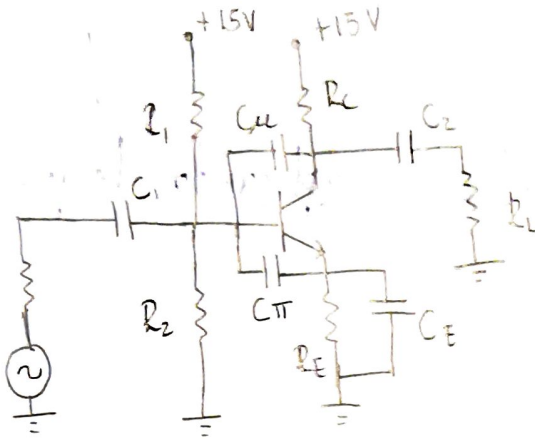 +15V +15V
R1 Rc
Cμ C2
C1
RL
R2 Cπ CE
RE